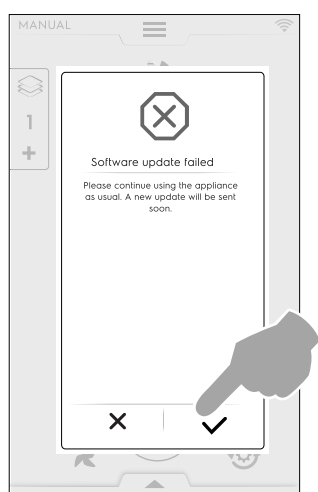 MANUAL
1
+
Software update failed
Please continue using the appliance
as usual. A new update will be sent
soon.